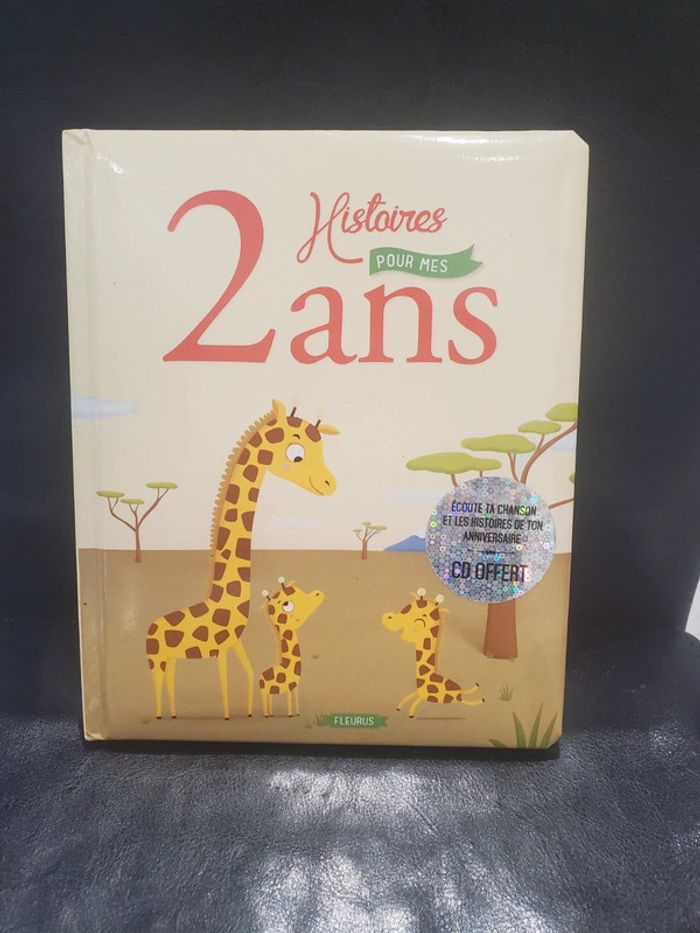 Histoires
POUR MES
2 ans
ÉCOUTE TA CHANSON
ET LES HISTOIRES DE TON
ANNIVERSAIRE
CD OFFERT
FLEURUS